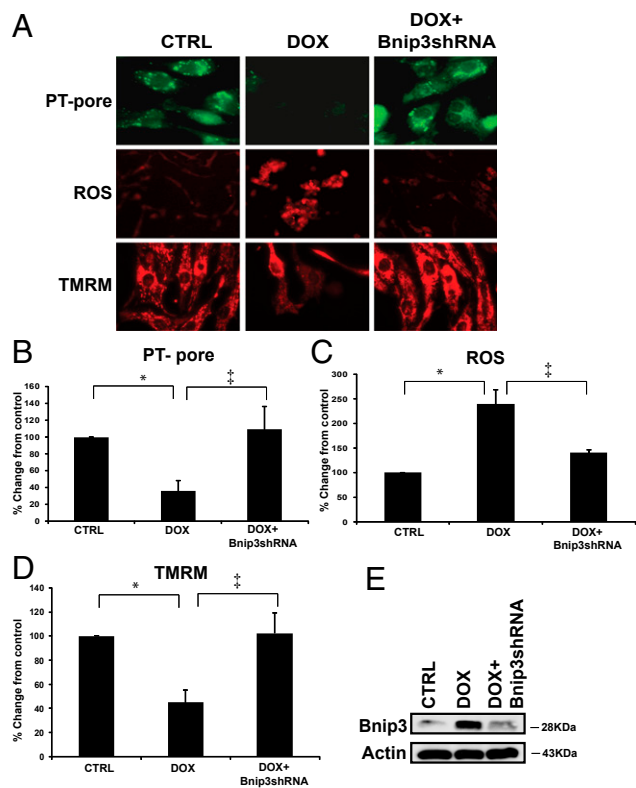 A
CTRL
DOX
DOX+
Bnip3shRNA
PT-pore
ROS
TMRM
B
PT- pore
% Change from control
160
140
120
100
80
60
40
20
0
*
‡
CTRL
DOX
DOX+
Bnip3shRNA
C
ROS
% Change from control
300
250
200
150
100
50
0
*
‡
CTRL
DOX
DOX+
Bnip3shRNA
D
TMRM
% Change from control
140
120
100
80
60
40
20
0
*
‡
CTRL
DOX
DOX+
Bnip3shRNA
E
CTRL
DOX
DOX+
Bnip3shRNA
Bnip3
–28KDa
Actin
–43KDa